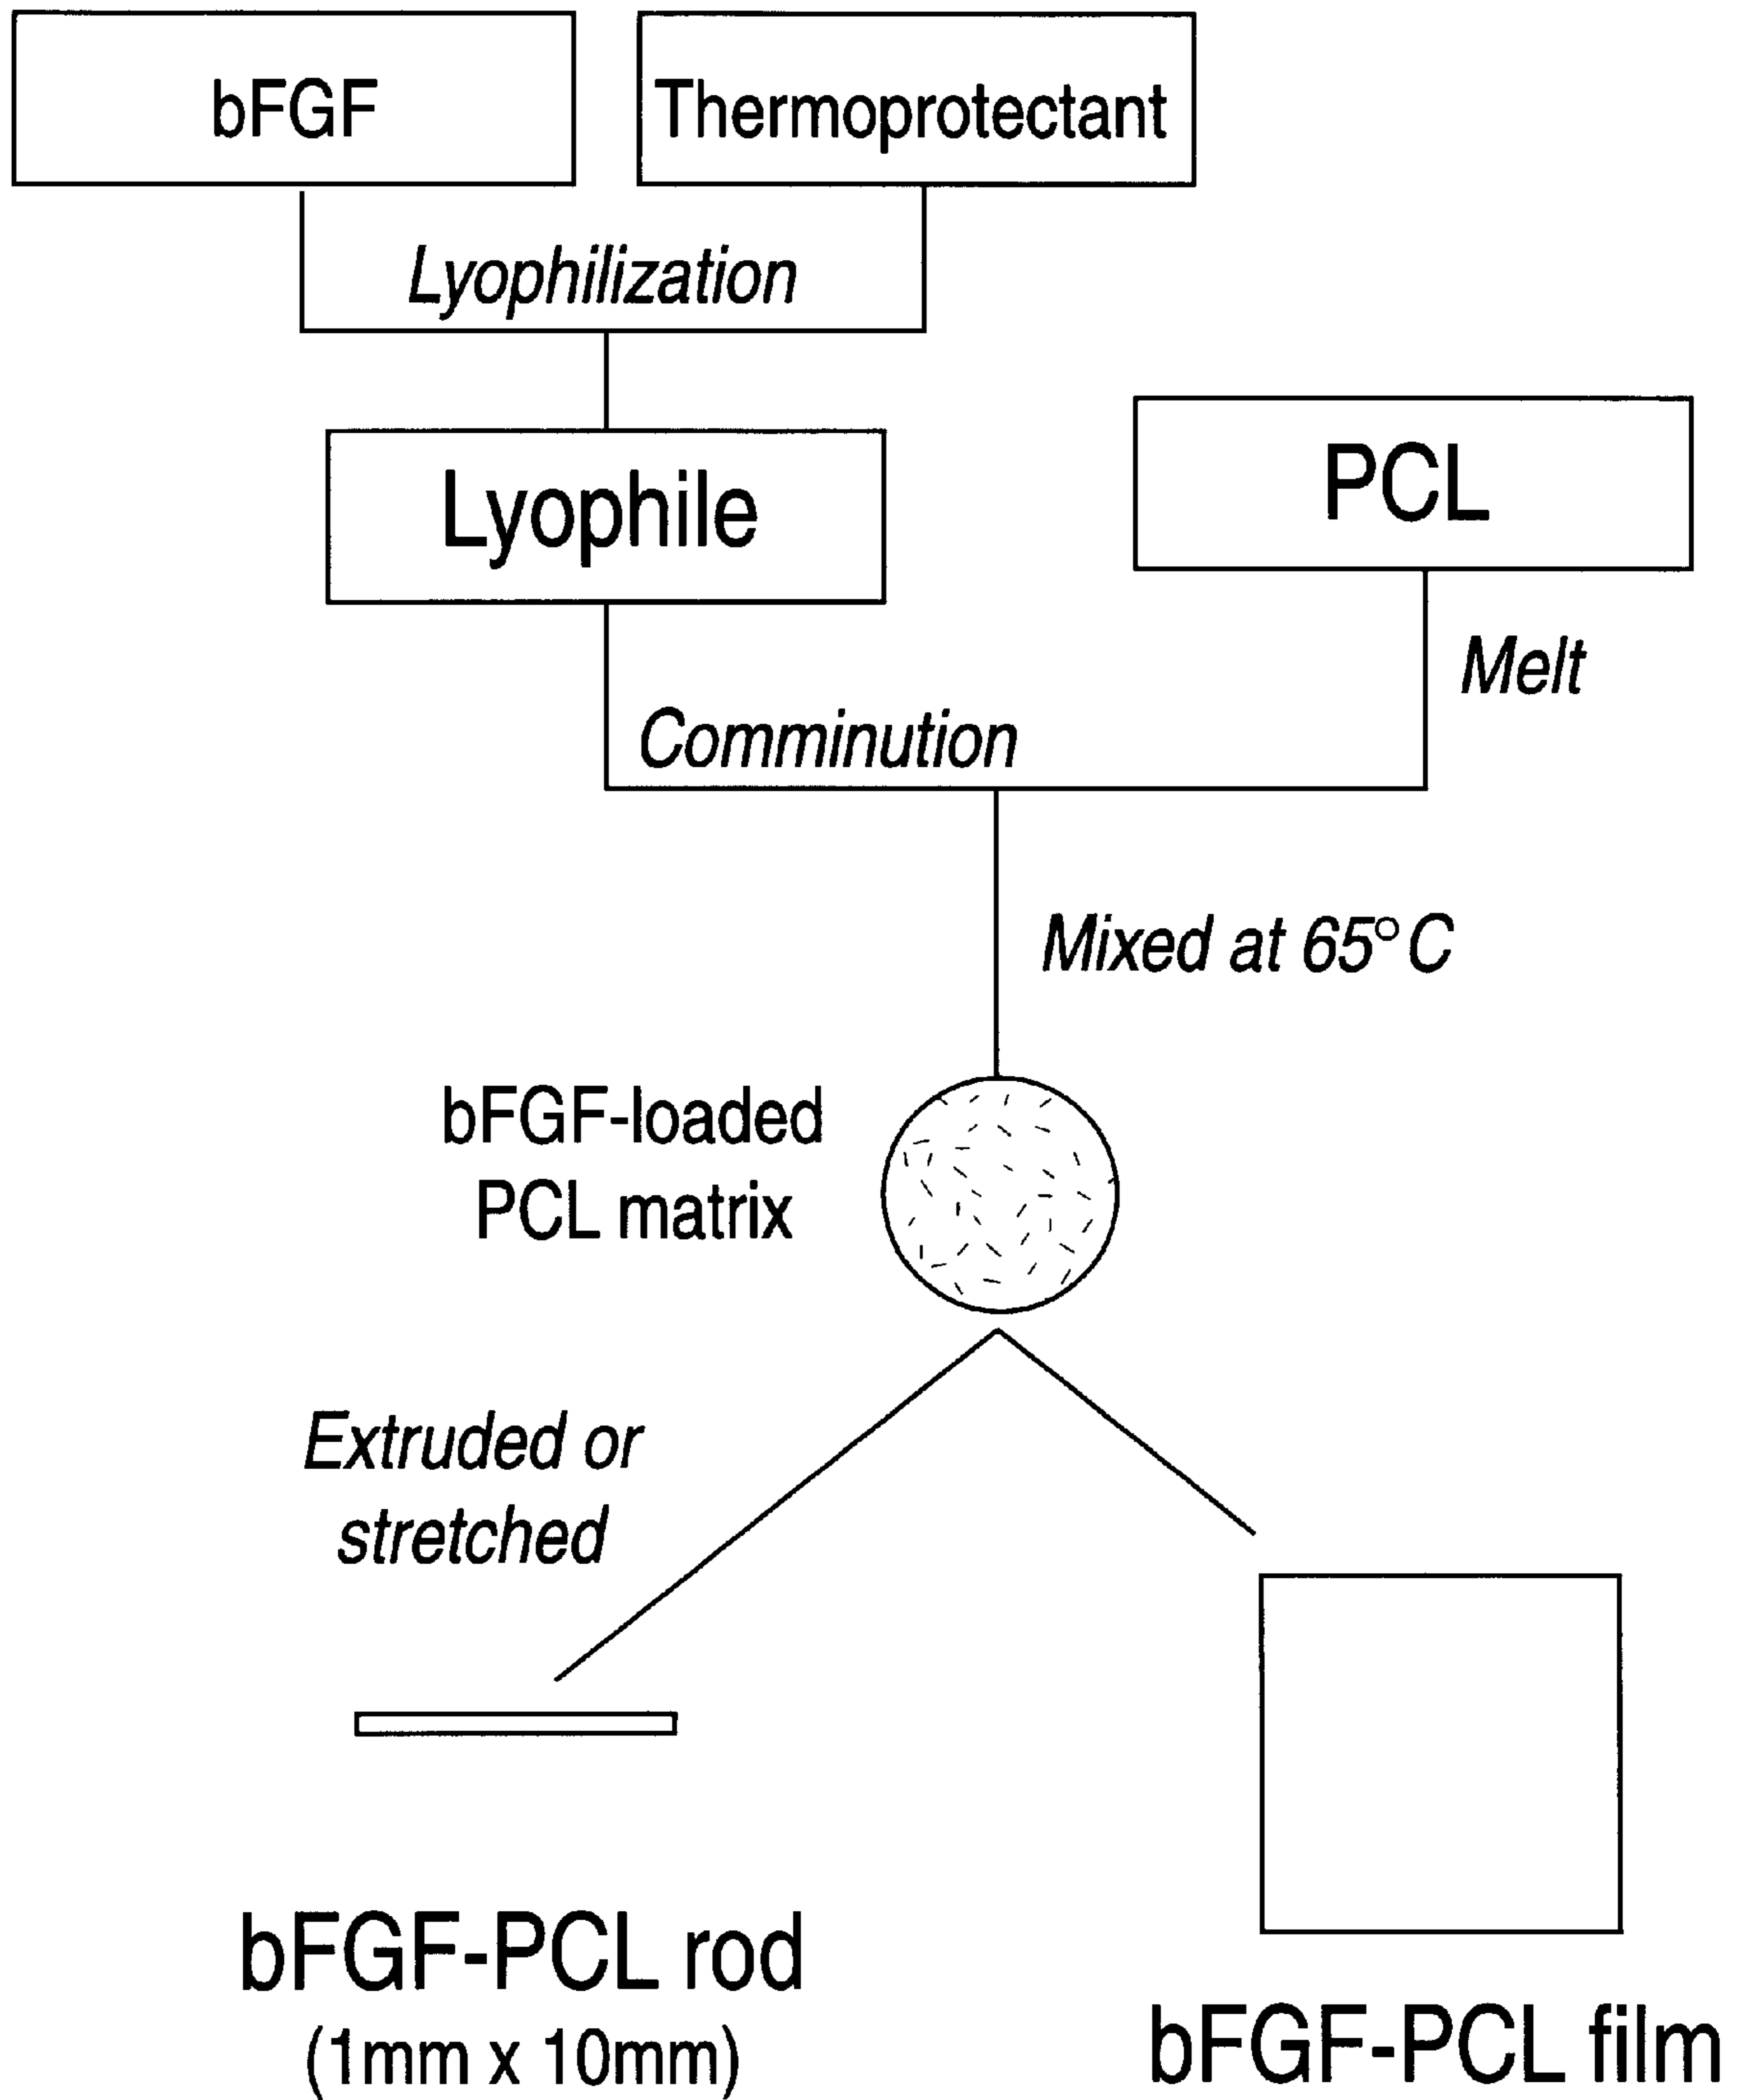 bFGF
Thermoprotectant
Lyophilization
Lyophile
PCL
Melt
Comminution
Mixed at 65°C
bFGF-loaded
PCL matrix
Extruded or
stretched
bFGF-PCL rod
(1mm x 10mm)
bFGF-PCL film